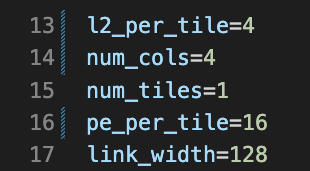 13 l2_per_tile=4
14 num_cols=4
15 num_tiles=1
16 pe_per_tile=16
17 link_width=128